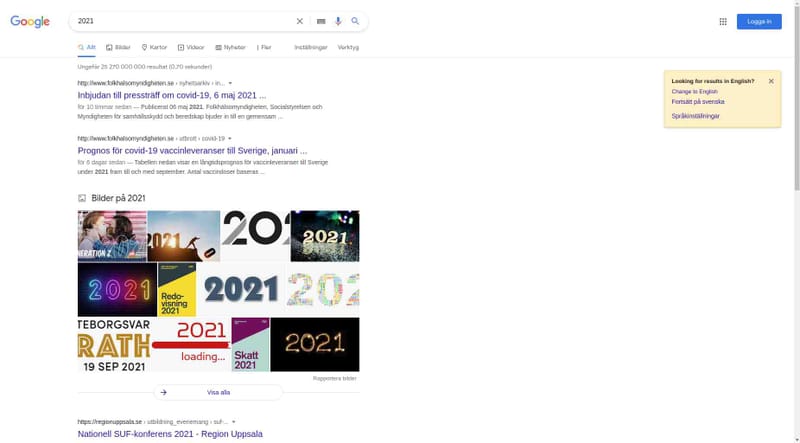 Google
2021
Logga in
Allt
Bilder
Kartor
Videor
Nyheter
Fler
Inställningar
Verktyg
Ungefär 25 270 000 000 resultat (0,70 sekunder)
http://www.folkhalsomyndigheten.se › nyhetsarkiv › in...
Inbjudan till pressträff om covid-19, 6 maj 2021 ...
för 10 timmar sedan — Publicerat 06 maj 2021. Folkhälsomyndigheten, Socialstyrelsen och
Myndigheten för samhällsskydd och beredskap bjuder in till en gemensam ...
http://www.folkhalsomyndigheten.se › utbrott › covid-19
Prognos för covid-19 vaccinleveranser till Sverige, januari ...
för 6 dagar sedan — Tabellen nedan visar en långtidsprognos för vaccinleveranser till Sverige
under 2021 fram till och med september. Antal vaccindoser baseras ...
Looking for results in English?
Change to English
Fortsätt på svenska
Språkinställningar
Bilder på 2021
ENERATION Z
2021
202
2021
2021
Redo-
visning
2021
2021
202
TEBORGSVAR
RATH
19 SEP 2021
2021
loading...
Skatt
2021
2021
Rapportera bilder
Visa alla
https://regionuppsala.se › utbildning_evenemang › suf-...
Nationell SUF-konferens 2021 - Region Uppsala